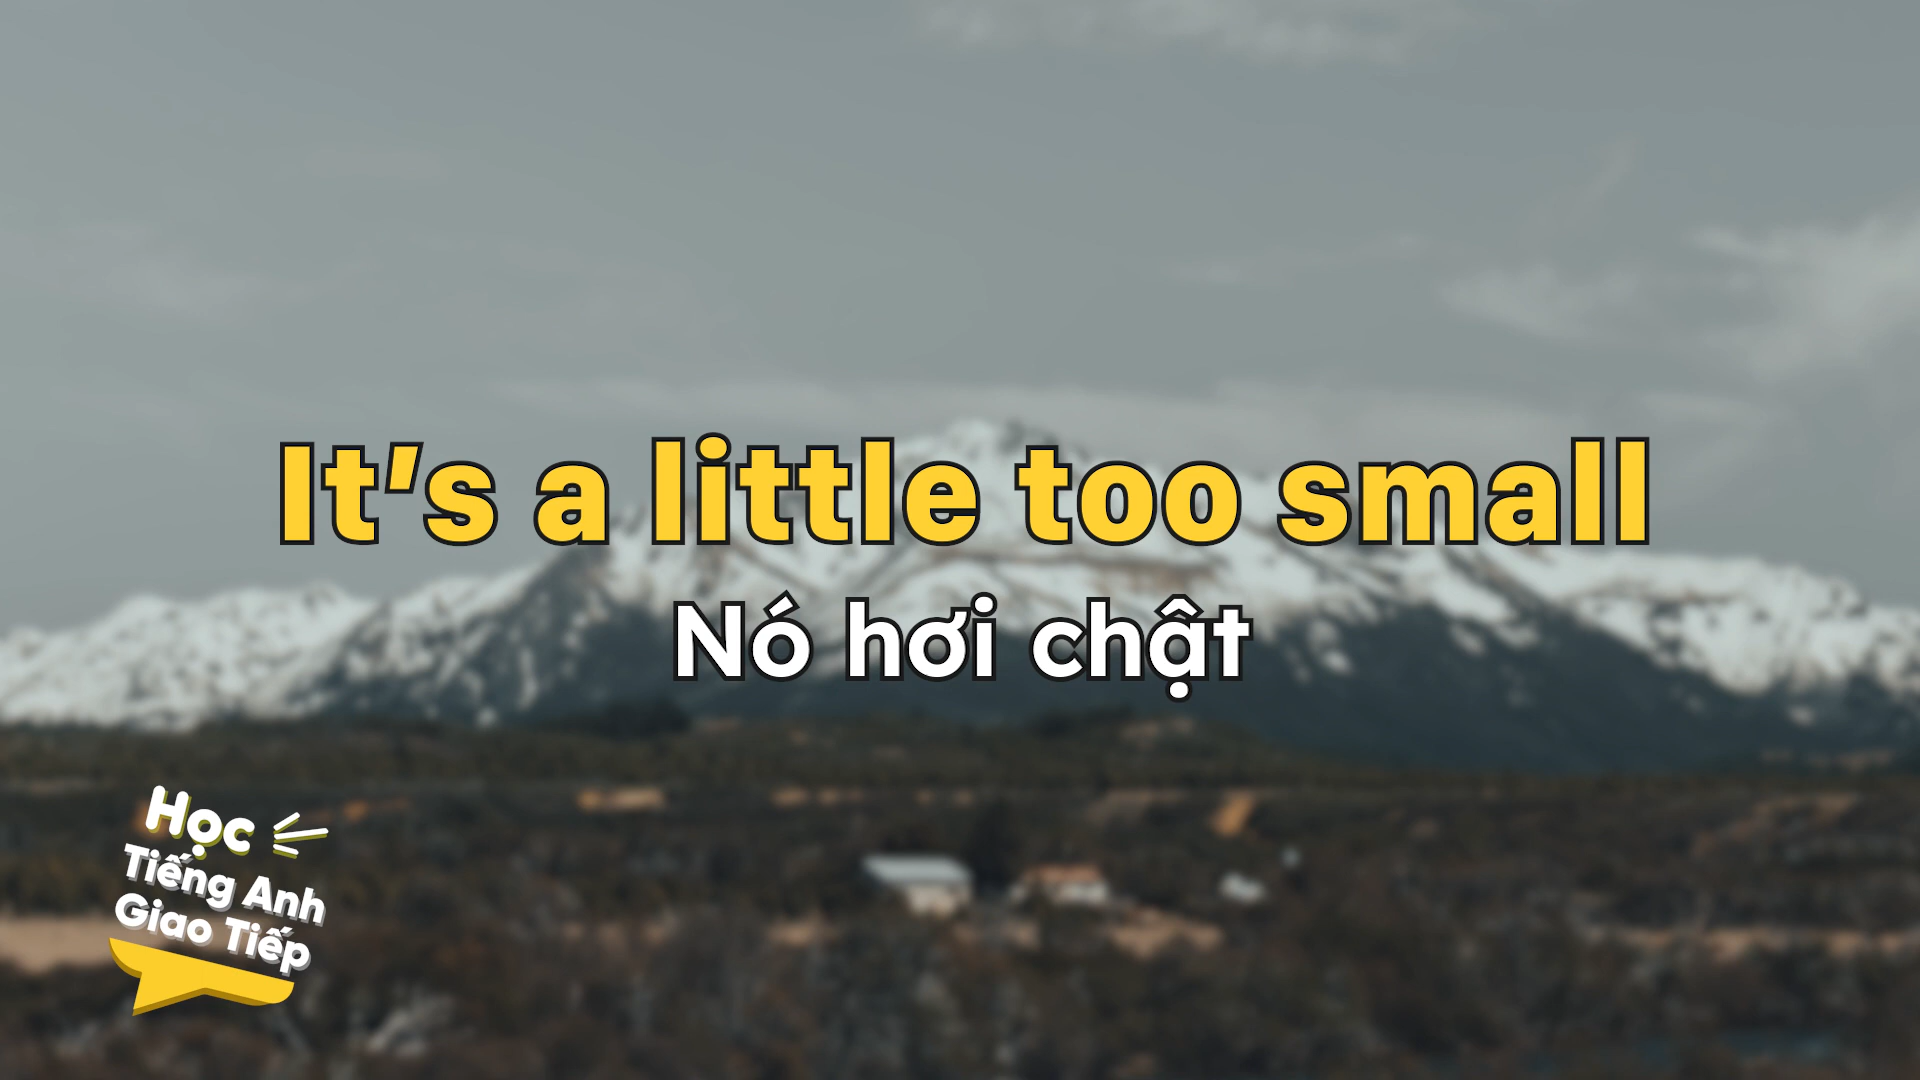 It’s a little too small
Nó hơi chật
Học
Tiếng Anh
Giao Tiếp